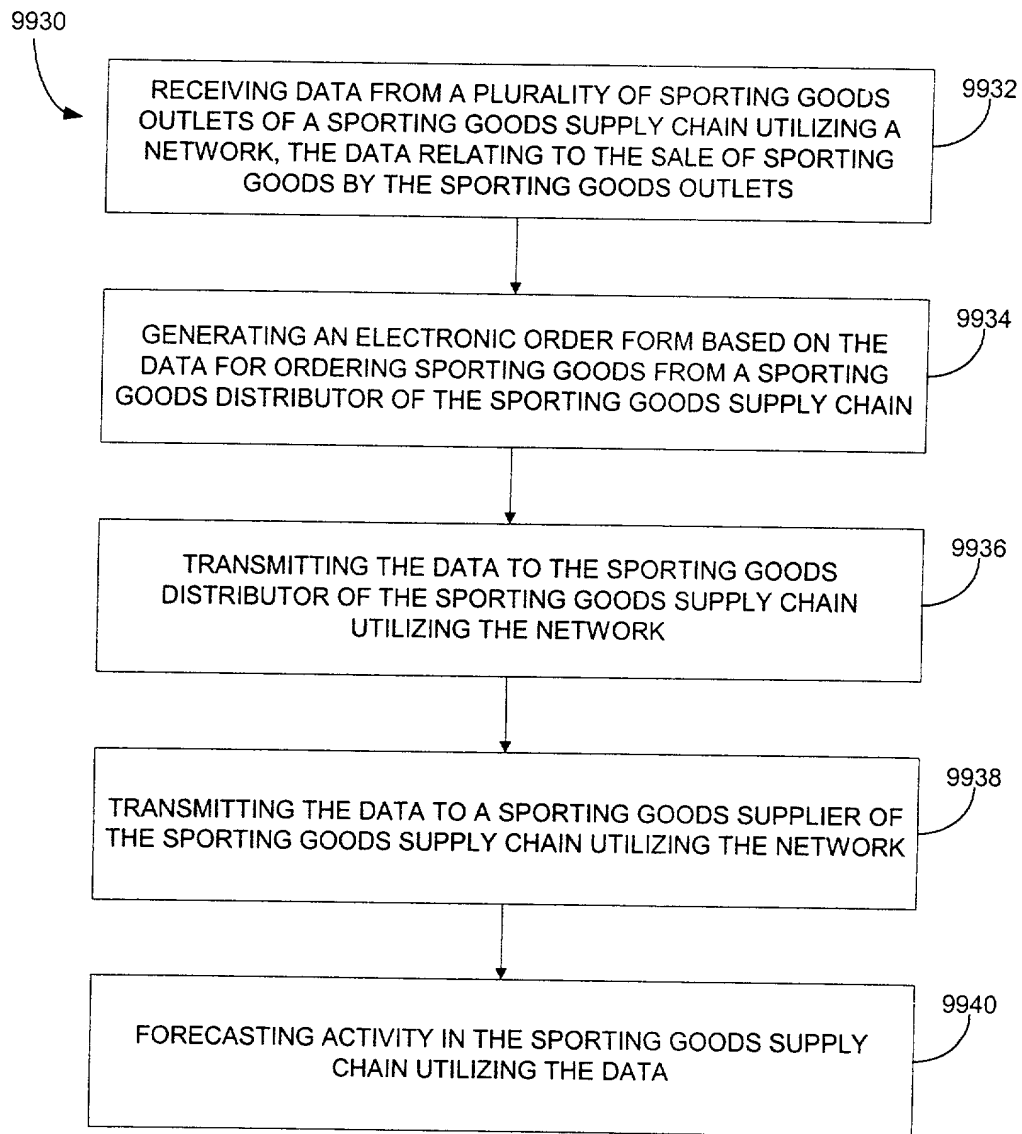 9930
RECEIVING DATA FROM A PLURALITY OF SPORTING GOODS
OUTLETS OF A SPORTING GOODS SUPPLY CHAIN UTILIZING A
NETWORK, THE DATA RELATING TO THE SALE OF SPORTING
GOODS BY THE SPORTING GOODS OUTLETS
9932
GENERATING AN ELECTRONIC ORDER FORM BASED ON THE
DATA FOR ORDERING SPORTING GOODS FROM A SPORTING
GOODS DISTRIBUTOR OF THE SPORTING GOODS SUPPLY CHAIN
9934
TRANSMITTING THE DATA TO THE SPORTING GOODS
DISTRIBUTOR OF THE SPORTING GOODS SUPPLY CHAIN
UTILIZING THE NETWORK
9936
TRANSMITTING THE DATA TO A SPORTING GOODS SUPPLIER OF
THE SPORTING GOODS SUPPLY CHAIN UTILIZING THE NETWORK
9938
FORECASTING ACTIVITY IN THE SPORTING GOODS SUPPLY
CHAIN UTILIZING THE DATA
9940